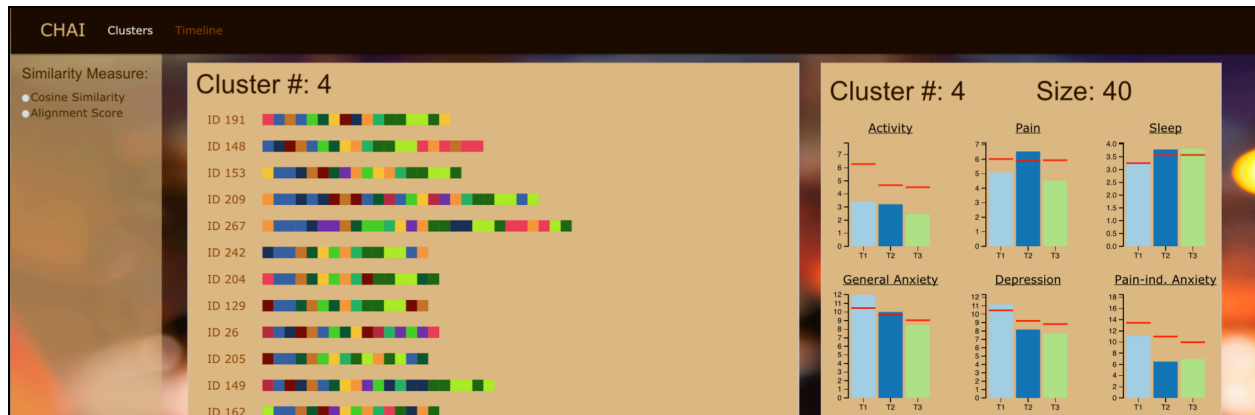 CHAI Clusters Timeline
Similarity Measure:
Cosine Similarity
Alignment Score
Cluster #: 4
ID 191
ID 148
ID 153
ID 209
ID 267
ID 242
ID 204
ID 129
ID 26
ID 205
ID 149
ID 162
Cluster #: 4 Size: 40
Activity
7
6
5
4
3
2
1
0
T1 T2 T3
Pain
7
6
5
4
3
2
1
0
T1 T2 T3
Sleep
4.0
3.5
3.0
2.5
2.0
1.5
1.0
0.5
0.0
T1 T2 T3
General Anxiety
12
11
10
9
8
7
6
5
4
3
2
1
0
T1 T2 T3
Depression
12
11
10
9
8
7
6
5
4
3
2
1
0
T1 T2 T3
Pain-ind. Anxiety
18
16
14
12
10
8
6
4
2
0
T1 T2 T3